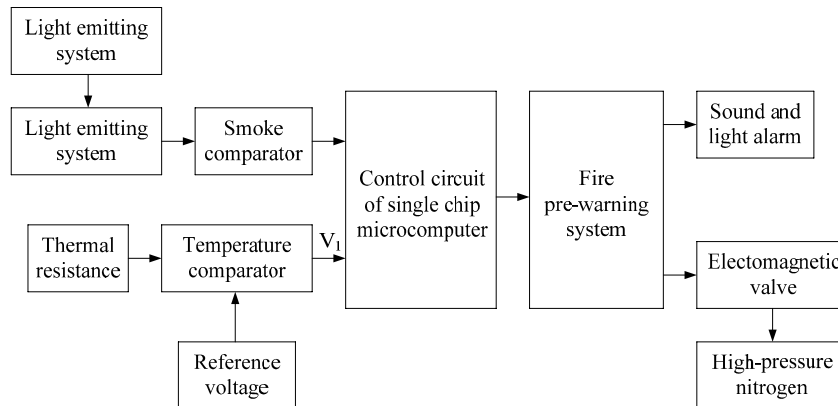 Light emitting
system
Light emitting
system
Smoke
comparator
Thermal
resistance
Temperature
comparator
V1
Reference
voltage
Control circuit
of single chip
microcomputer
Fire
pre-warning
system
Sound and
light alarm
Electomagnetic
valve
High-pressure
nitrogen